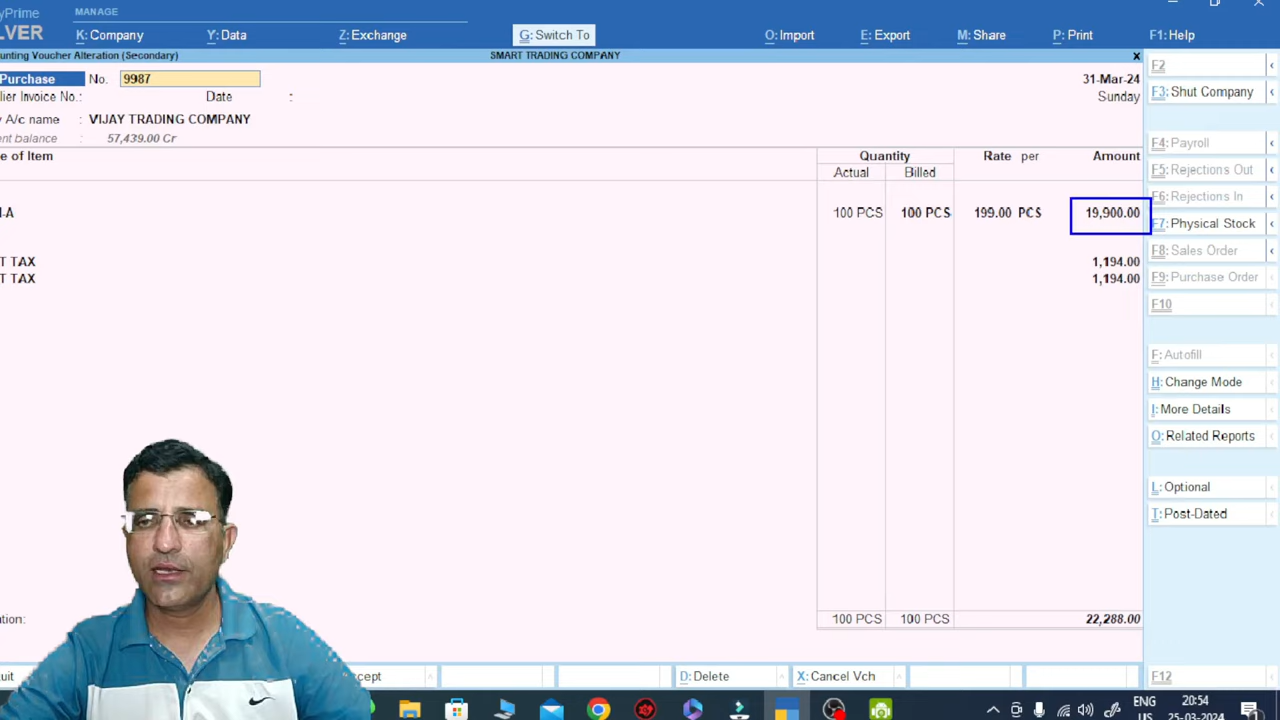 yPrime
MANAGE
LVER
K: Company
Y: Data
Z: Exchange
G: Switch To
O: Import
E: Export
M: Share
P: Print
F1: Help
unting Voucher Alteration (Secondary)
SMART TRADING COMPANY
x
Purchase
No. 9987
31-Mar-24
lier Invoice No.:
Date :
Sunday
y A/c name : VIJAY TRADING COMPANY
ent balance : 57,439.00 Cr
e of Item
Quantity
Rate per
Amount
Actual
Billed
-A
100 PCS
100 PCS
199.00 PCS
19,900.00
T TAX
1,194.00
T TAX
1,194.00
tion:
100 PCS
100 PCS
22,288.00
F2
F3: Shut Company
F4: Payroll
F5: Rejections Out
F6: Rejections In
F7: Physical Stock
F8: Sales Order
F9: Purchase Order
F10
F: Autofill
H: Change Mode
I: More Details
O: Related Reports
L: Optional
T: Post-Dated
uit
cept
D: Delete
X: Cancel Vch
F12
ENG
US
20:54
25-03-2024